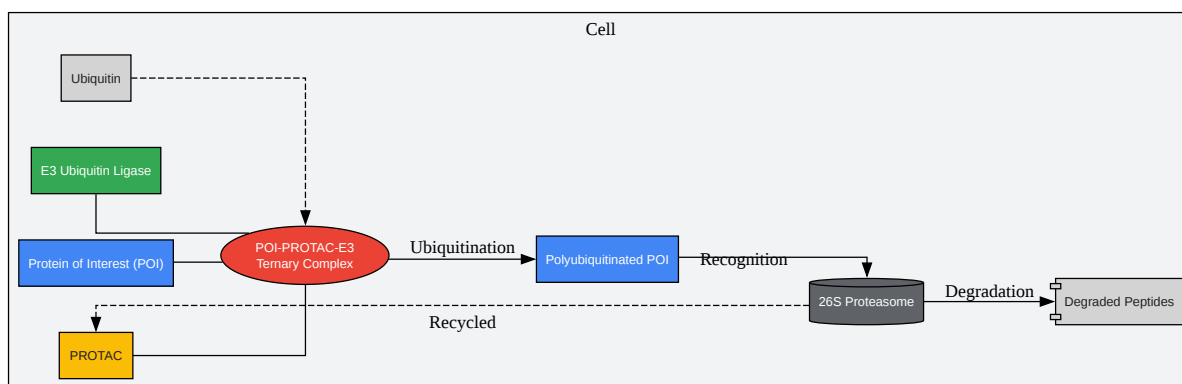 Cell
Ubiquitin
E3 Ubiquitin Ligase
Protein of Interest (POI)
POI-PROTAC-E3
Ternary Complex
Ubiquitination
Polyubiquitinated POI
Recognition
26S Proteasome
Degradation
Degraded Peptides
Recycled
PROTAC